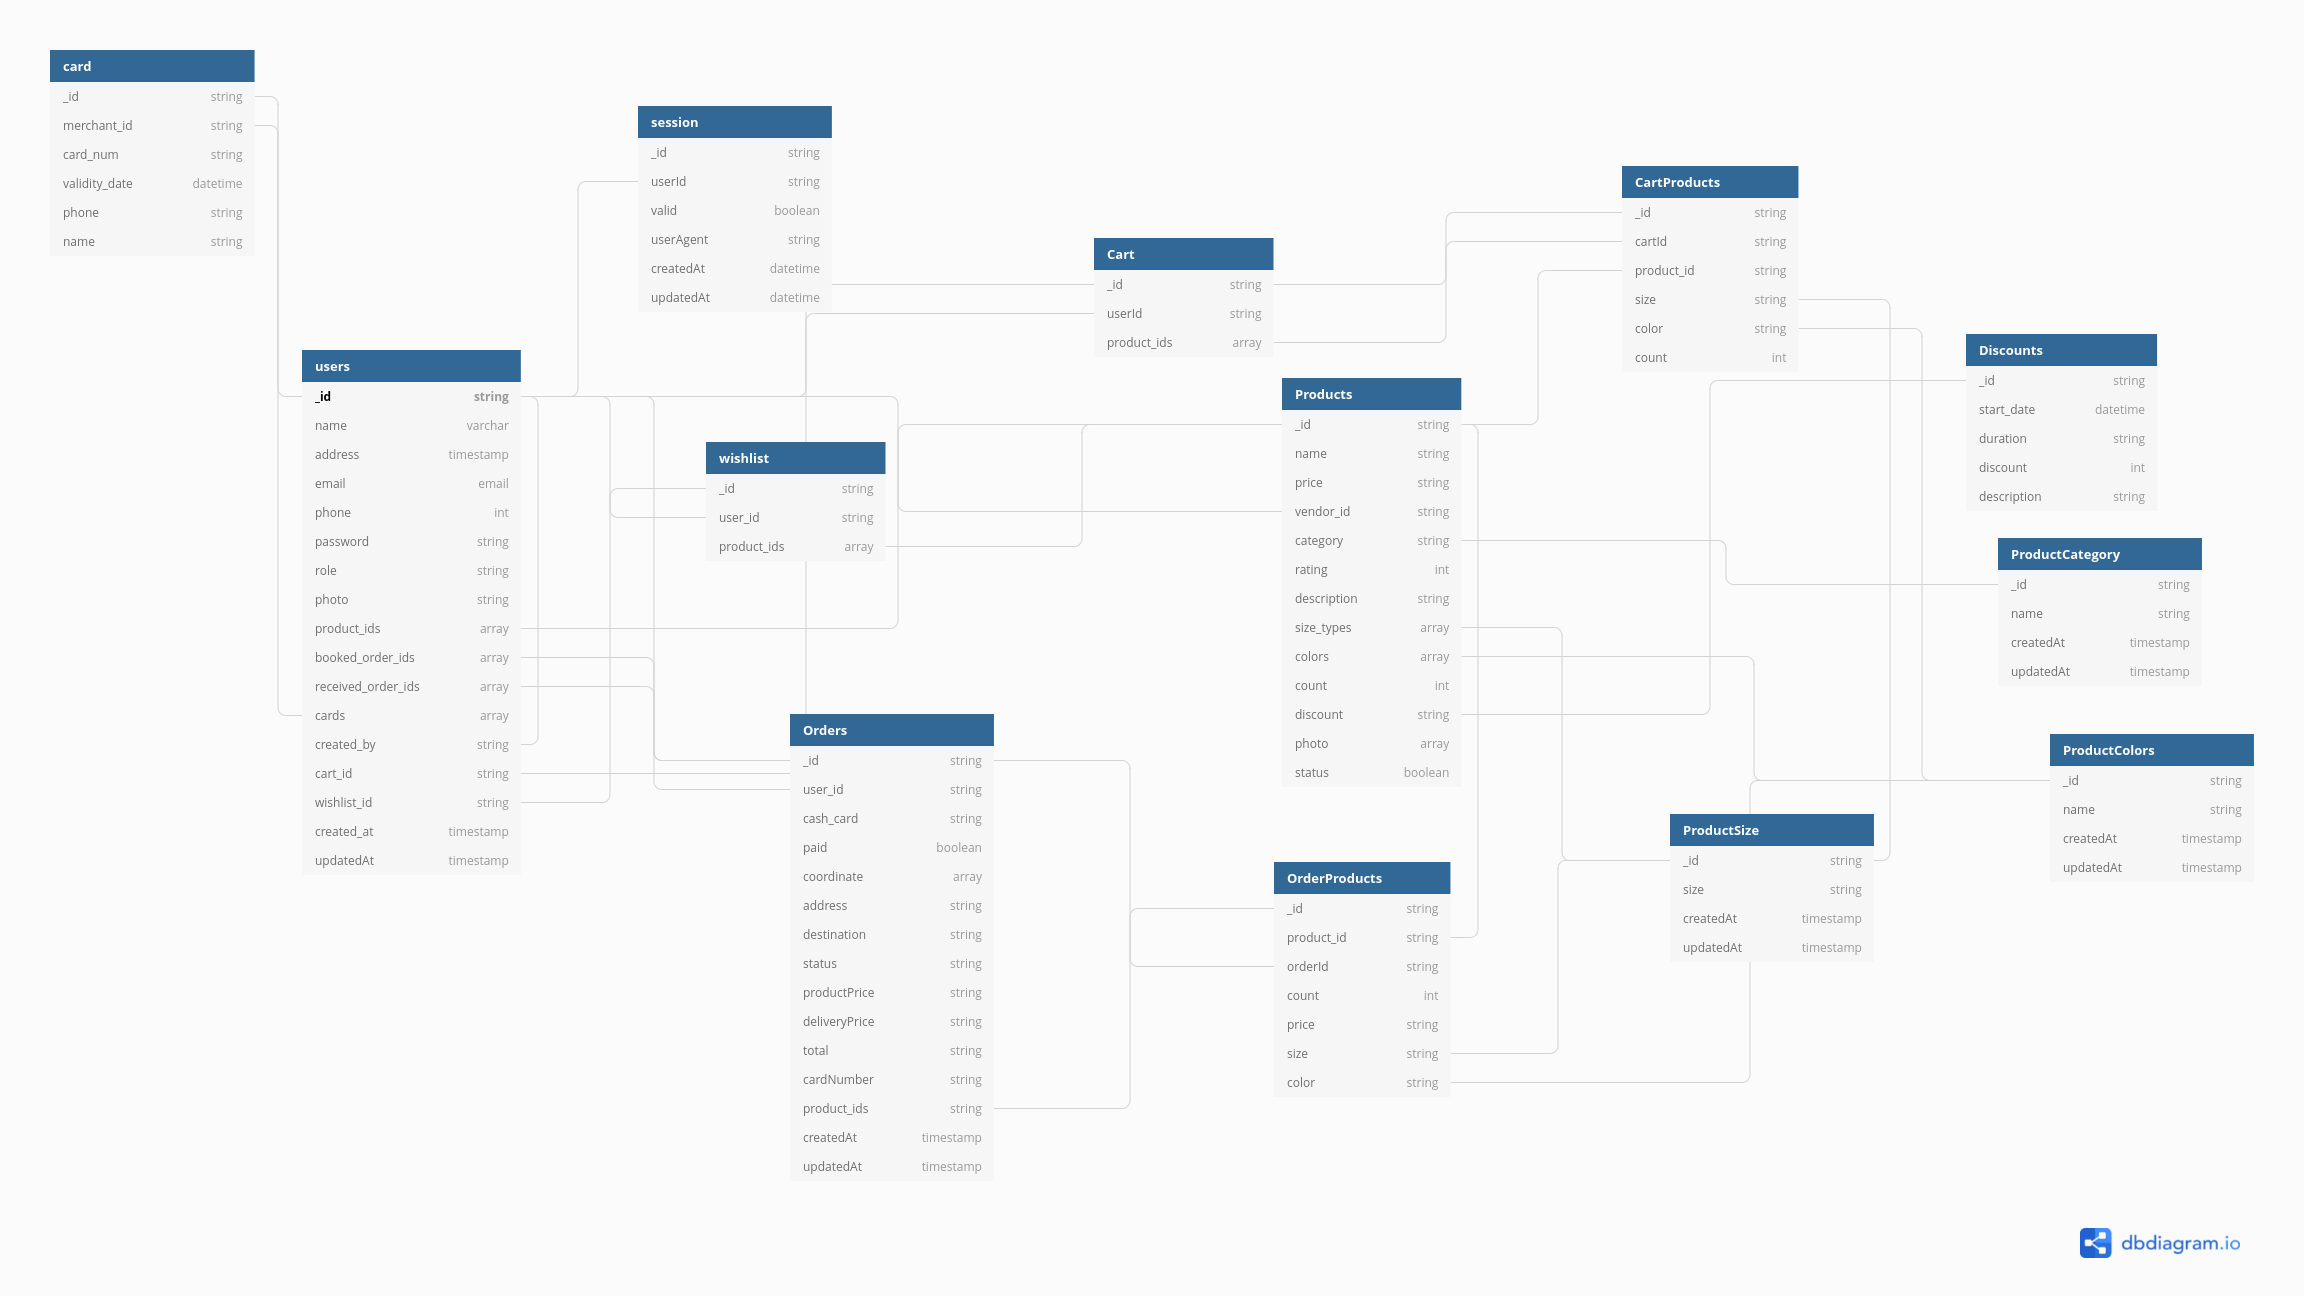 card
_id string
merchant_id string
card_num string
validity_date datetime
phone string
name string
session
_id string
userId string
valid boolean
userAgent string
createdAt datetime
updatedAt datetime
CartProducts
_id string
cartId string
product_id string
size string
color string
count int
Cart
_id string
userId string
product_ids array
Discounts
_id string
start_date datetime
duration string
discount int
description string
users
_id string
name varchar
address timestamp
email email
phone int
password string
role string
photo string
product_ids array
booked_order_ids array
received_order_ids array
cards array
created_by string
cart_id string
wishlist_id string
created_at timestamp
updatedAt timestamp
Products
_id string
name string
price string
vendor_id string
category string
rating int
description string
size_types array
colors array
count int
discount string
photo array
status boolean
wishlist
_id string
user_id string
product_ids array
ProductCategory
_id string
name string
createdAt timestamp
updatedAt timestamp
Orders
_id string
user_id string
cash_card string
paid boolean
coordinate array
address string
destination string
status string
productPrice string
deliveryPrice string
total string
cardNumber string
product_ids string
createdAt timestamp
updatedAt timestamp
ProductColors
_id string
name string
createdAt timestamp
updatedAt timestamp
ProductSize
_id string
size string
createdAt timestamp
updatedAt timestamp
OrderProducts
_id string
product_id string
orderId string
count int
price string
size string
color string
dbdiagram.io